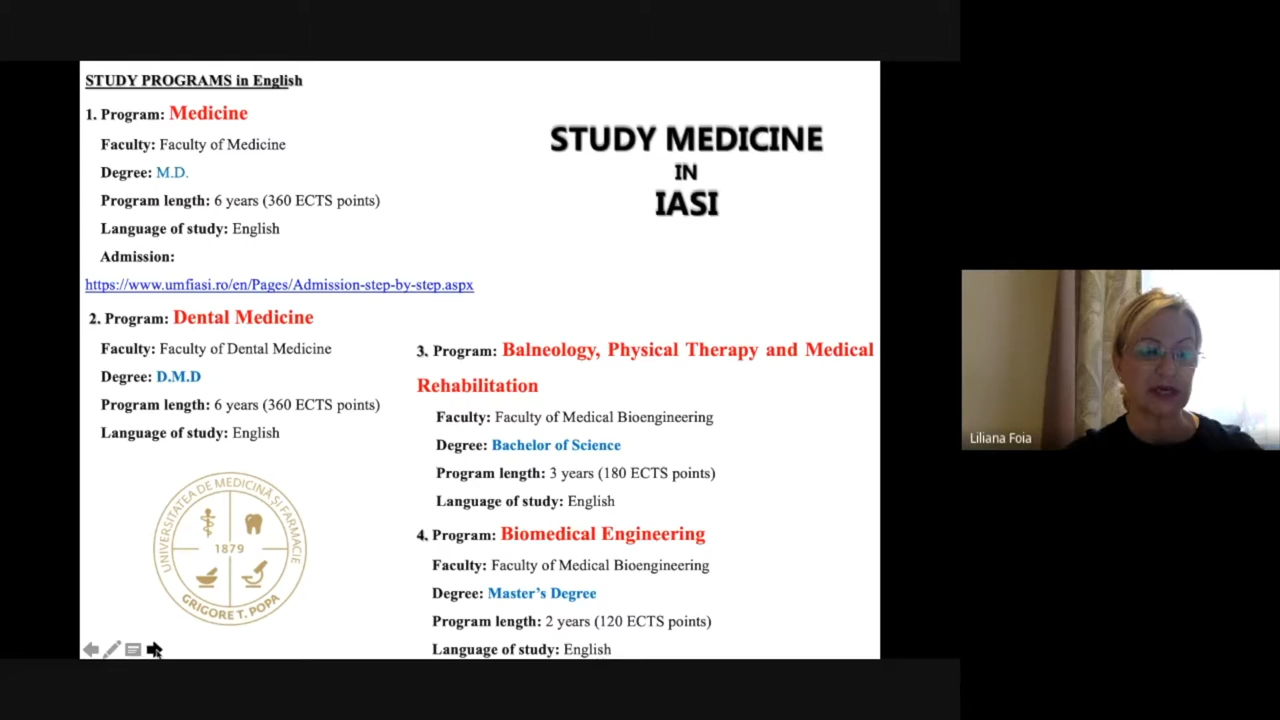 STUDY PROGRAMS in English
1. Program: Medicine
Faculty: Faculty of Medicine
Degree: M.D.
Program length: 6 years (360 ECTS points)
Language of study: English
Admission:
https://www.umfiasi.ro/en/Pages/Admission-step-by-step.aspx
2. Program: Dental Medicine
Faculty: Faculty of Dental Medicine
Degree: D.M.D
Program length: 6 years (360 ECTS points)
Language of study: English
UNIVERSITATEA DE MEDICINĂ ȘI FARMACIE
1879
GRIGORE T. POPA
STUDY MEDICINE
IN
IASI
3. Program: Balneology, Physical Therapy and Medical
Rehabilitation
Faculty: Faculty of Medical Bioengineering
Degree: Bachelor of Science
Program length: 3 years (180 ECTS points)
Language of study: English
4. Program: Biomedical Engineering
Faculty: Faculty of Medical Bioengineering
Degree: Master's Degree
Program length: 2 years (120 ECTS points)
Language of study: English
Liliana Foia